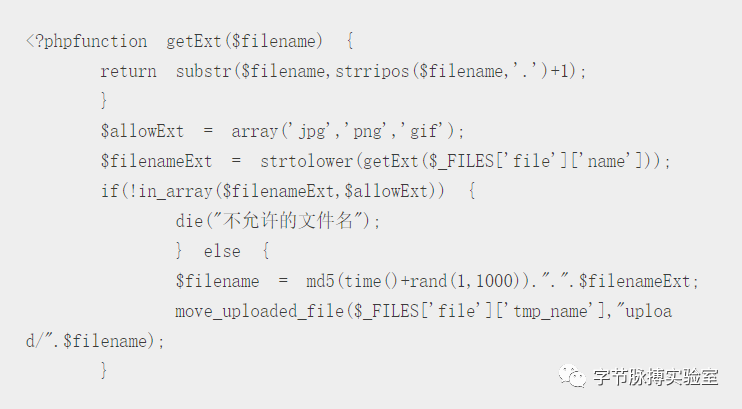 <?phpfunction getExt($filename) {
return substr($filename,strripos($filename,'.')+1);
}
$allowExt = array('jpg','png','gif');
$filenameExt = strtolower(getExt($_FILES['file']['name']));
if(!in_array($filenameExt,$allowExt)) {
die("不允许的文件名");
} else {
$filename = md5(time()+rand(1,1000)).".".$filenameExt;
move_uploaded_file($_FILES['file']['tmp_name'],"uploa
d/".$filename);
}
字节脉搏实验室